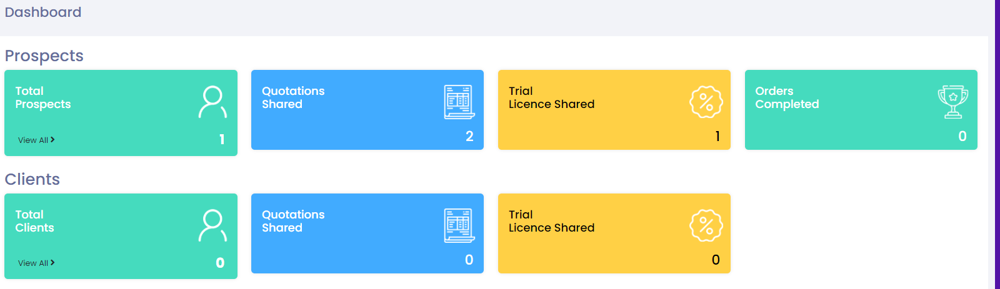 Dashboard
Prospects
Total
Prospects
View All
1
Quotations
Shared
2
Trial
Licence Shared
1
Orders
Completed
0
Clients
Total
Clients
View All
0
Quotations
Shared
0
Trial
Licence Shared
0